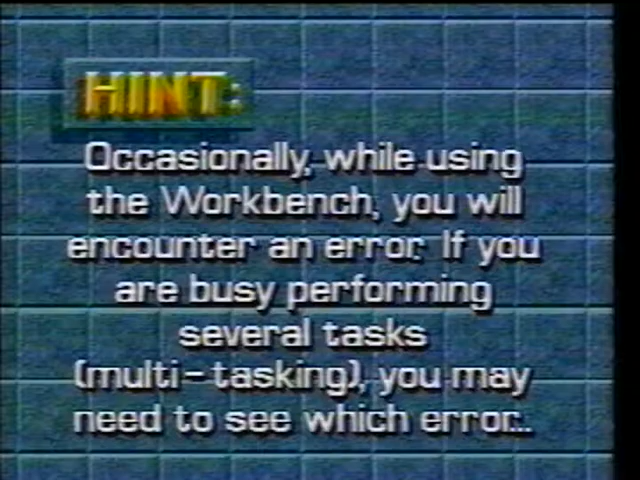 HINT:
Occasionally, while using
the Workbench, you will
encounter an error. If you
are busy performing
several tasks
(multi-tasking), you may
need to see which error...